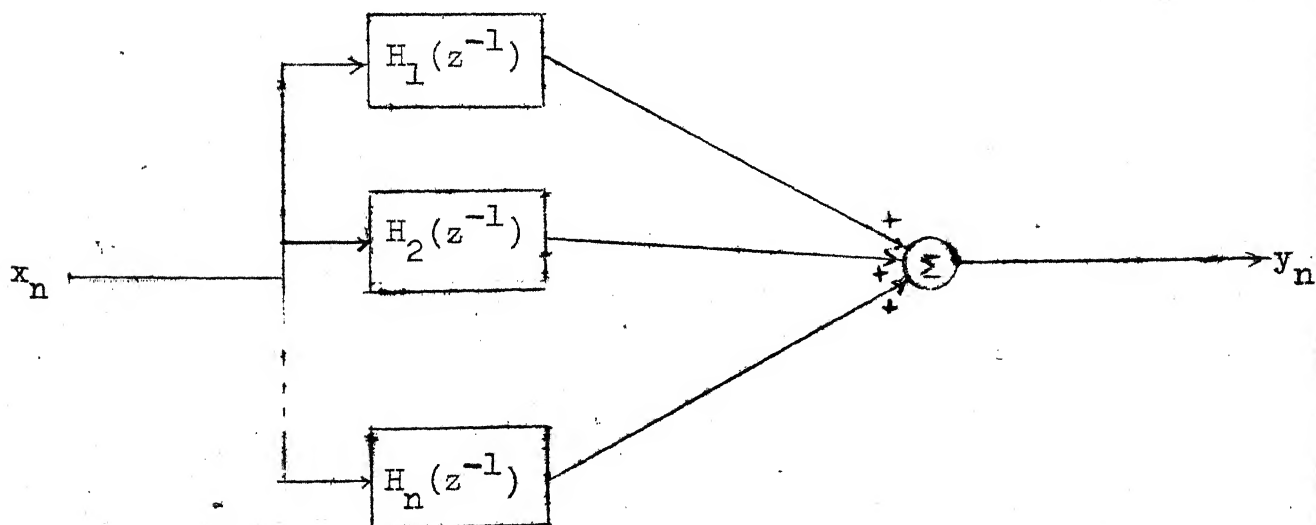 H₁(z⁻¹)
+
H₂(z⁻¹)
xₙ
+
Σ
yₙ
+
Hₙ(z⁻¹)